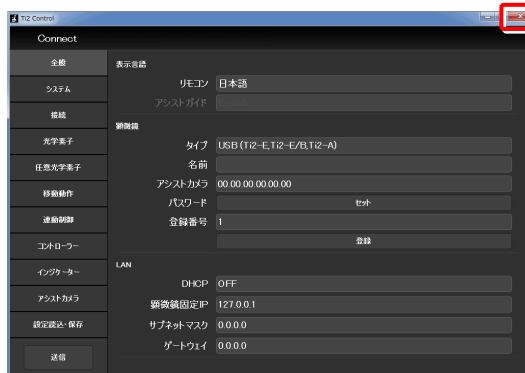 Ti2 Control
Connect
全般
システム
接続
光学素子
任意光学素子
移動動作
連動制御
コントローラー
インジケーター
アシストカメラ
設定読込・保存
送信
表示言語
リモコン 日本語
アシストガイド
顕微鏡
タイプ USB (Ti2-E,Ti2-E/B,Ti2-A)
名前
アシストカメラ 00.00.00.00.00.00
パスワード セット
登録番号 1
登録
LAN
DHCP OFF
顕微鏡固定IP 127.0.0.1
サブネットマスク 0.0.0.0
ゲートウェイ 0.0.0.0